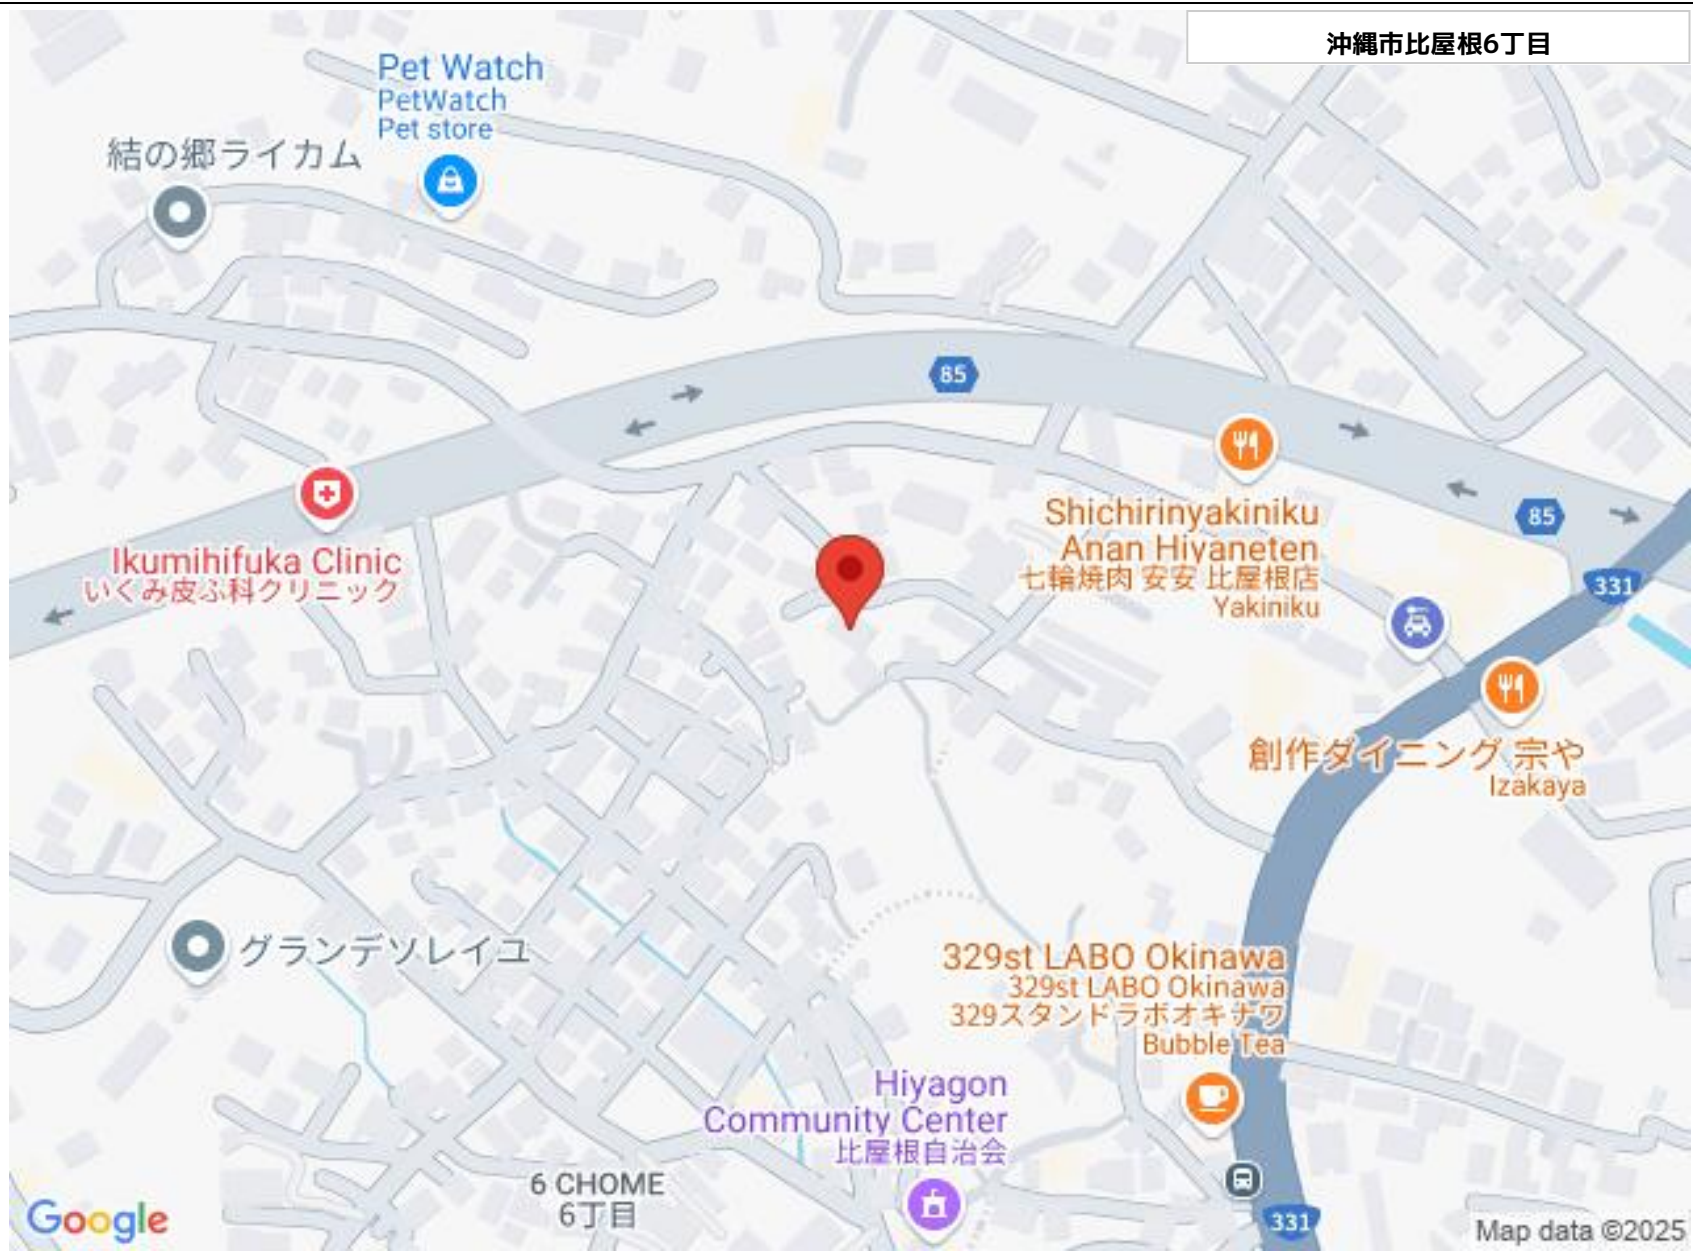 沖縄市比屋根6丁目
Pet Watch
PetWatch
Pet store
結の郷ライカム
85
Shichirinyakiniku
Anan Hiyaneten
七輪焼肉 安安 比屋根店
Yakiniku
85
331
Ikumihifuka Clinic
いくみ皮ふ科クリニック
創作ダイニング 宗や
Izakaya
グランデソレイユ
329st LABO Okinawa
329st LABO Okinawa
329スタンドラボオキナワ
Bubble Tea
Hiyagon
Community Center
比屋根自治会
6 CHOME
6丁目
331
Google
Map data ©2025